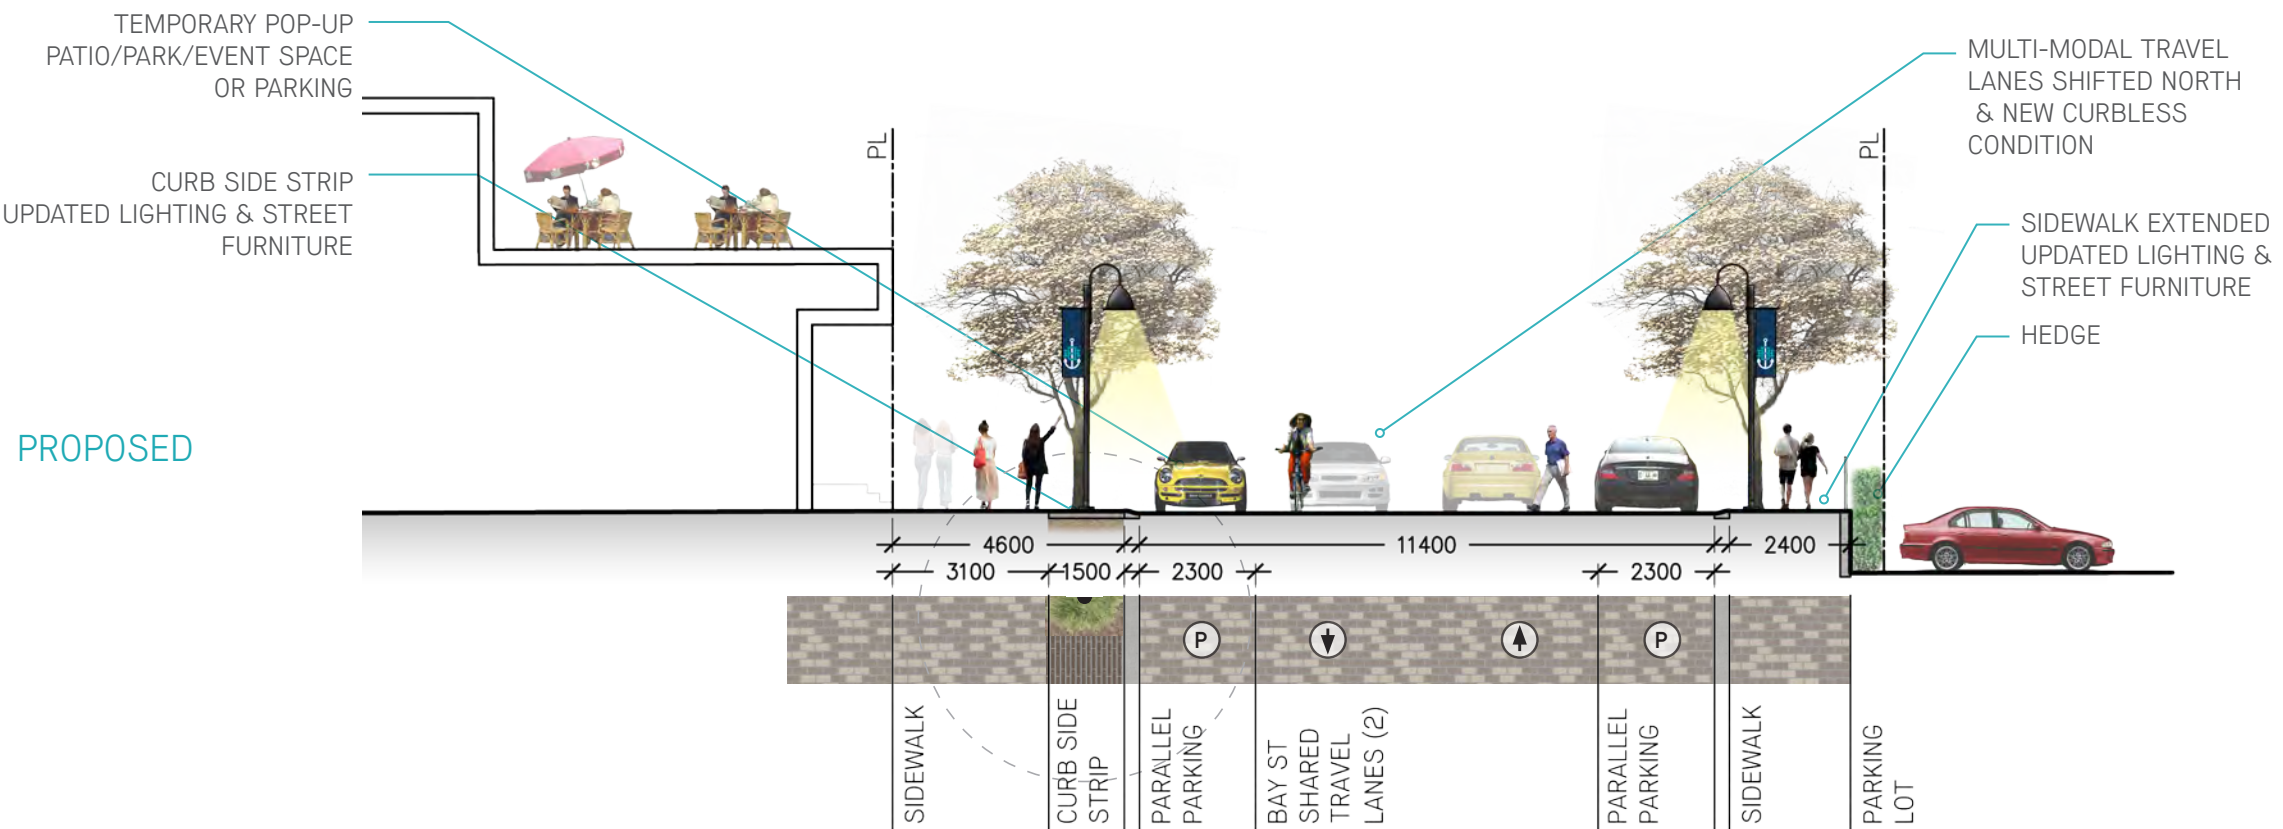 TEMPORARY POP-UP
PATIO/PARK/EVENT SPACE
OR PARKING
CURB SIDE STRIP
UPDATED LIGHTING & STREET
FURNITURE
MULTI-MODAL TRAVEL
LANES SHIFTED NORTH
& NEW CURBLESS
CONDITION
SIDEWALK EXTENDED
UPDATED LIGHTING &
STREET FURNITURE
HEDGE
PL
PL
PROPOSED
4600
11400
2400
3100
1500
2300
2300
P
P
SIDEWALK
CURB SIDE
STRIP
PARALLEL
PARKING
BAY ST
SHARED
TRAVEL
LANES (2)
PARALLEL
PARKING
SIDEWALK
PARKING
LOT